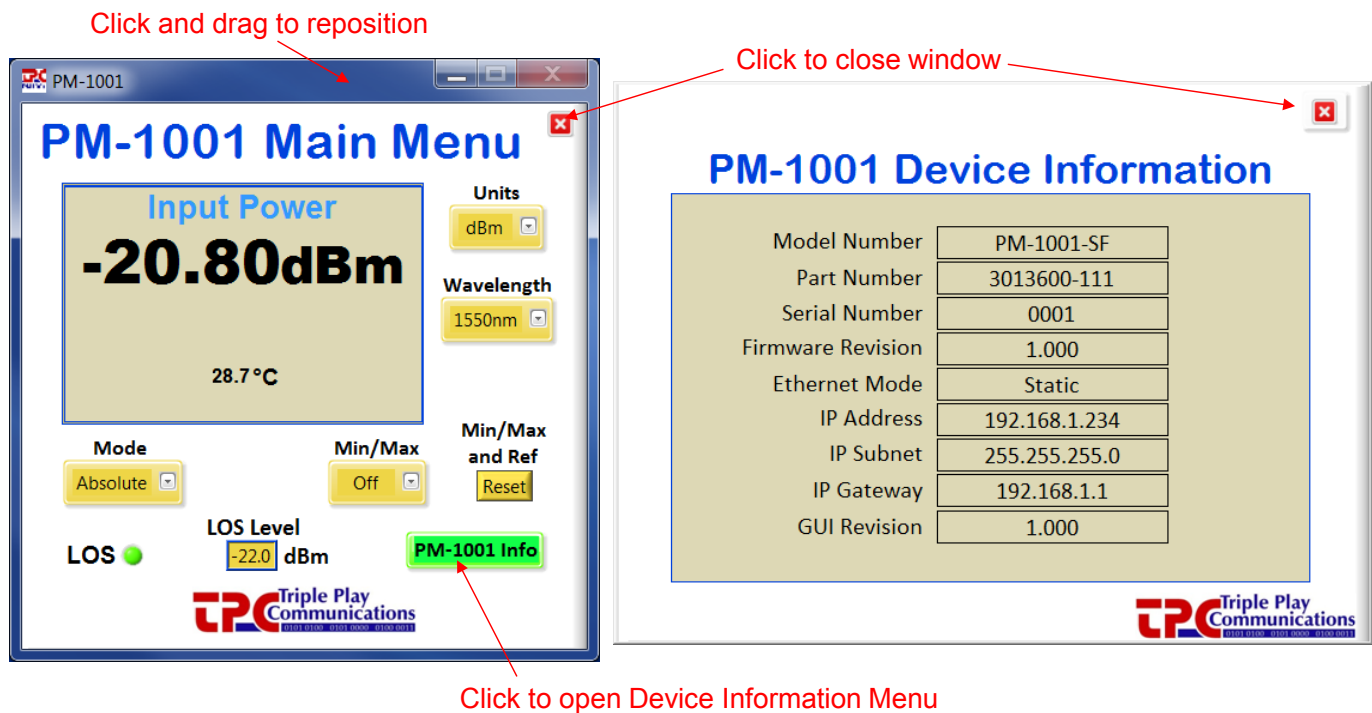 Click and drag to reposition
Click to close window
PM-1001
PM-1001 Main Menu
Input Power
-20.80dBm
28.7°C
Units
dBm
Wavelength
1550nm
Mode
Absolute
Min/Max
Off
Min/Max
and Ref
Reset
LOS
LOS Level
-22.0 dBm
PM-1001 Info
TPC Triple Play
Communications
0101 0100 0101 0000 0100 0011
PM-1001 Device Information
Model Number PM-1001-SF
Part Number 3013600-111
Serial Number 0001
Firmware Revision 1.000
Ethernet Mode Static
IP Address 192.168.1.234
IP Subnet 255.255.255.0
IP Gateway 192.168.1.1
GUI Revision 1.000
TPC Triple Play
Communications
0101 0100 0101 0000 0100 0011
Click to open Device Information Menu